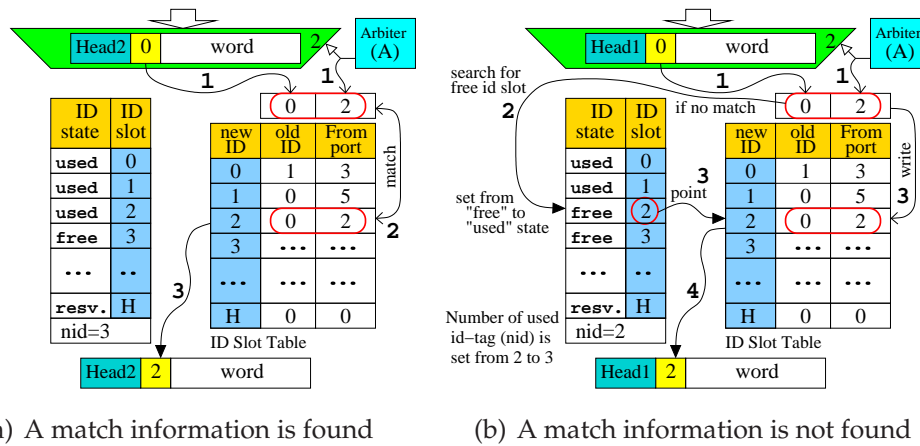 Head2 0 word 2
Arbiter
(A)
1 1
0 2
ID state ID slot
used 0
used 1
used 2
free 3
... ..
resv. H
nid=3
new ID old ID From port
0 1 3
1 0 5
2 0 2
3 ... ...
... ... ...
H 0 0
match
2
3
ID Slot Table
Head2 2 word
) A match information is found
Head1 0 word 2
Arbiter
(A)
1 1
search for
free id slot
2
if no match
0 2
ID state ID slot
used 0
used 1
free 2
free 3
... ..
resv. H
nid=2
set from
"free" to
"used" state
3
point
new ID old ID From port
0 1 3
1 0 5
2 0 2
3 ... ...
... ... ...
H 0 0
write
3
4
Number of used
id-tag (nid) is
set from 2 to 3
ID Slot Table
Head1 2 word
(b) A match information is not found